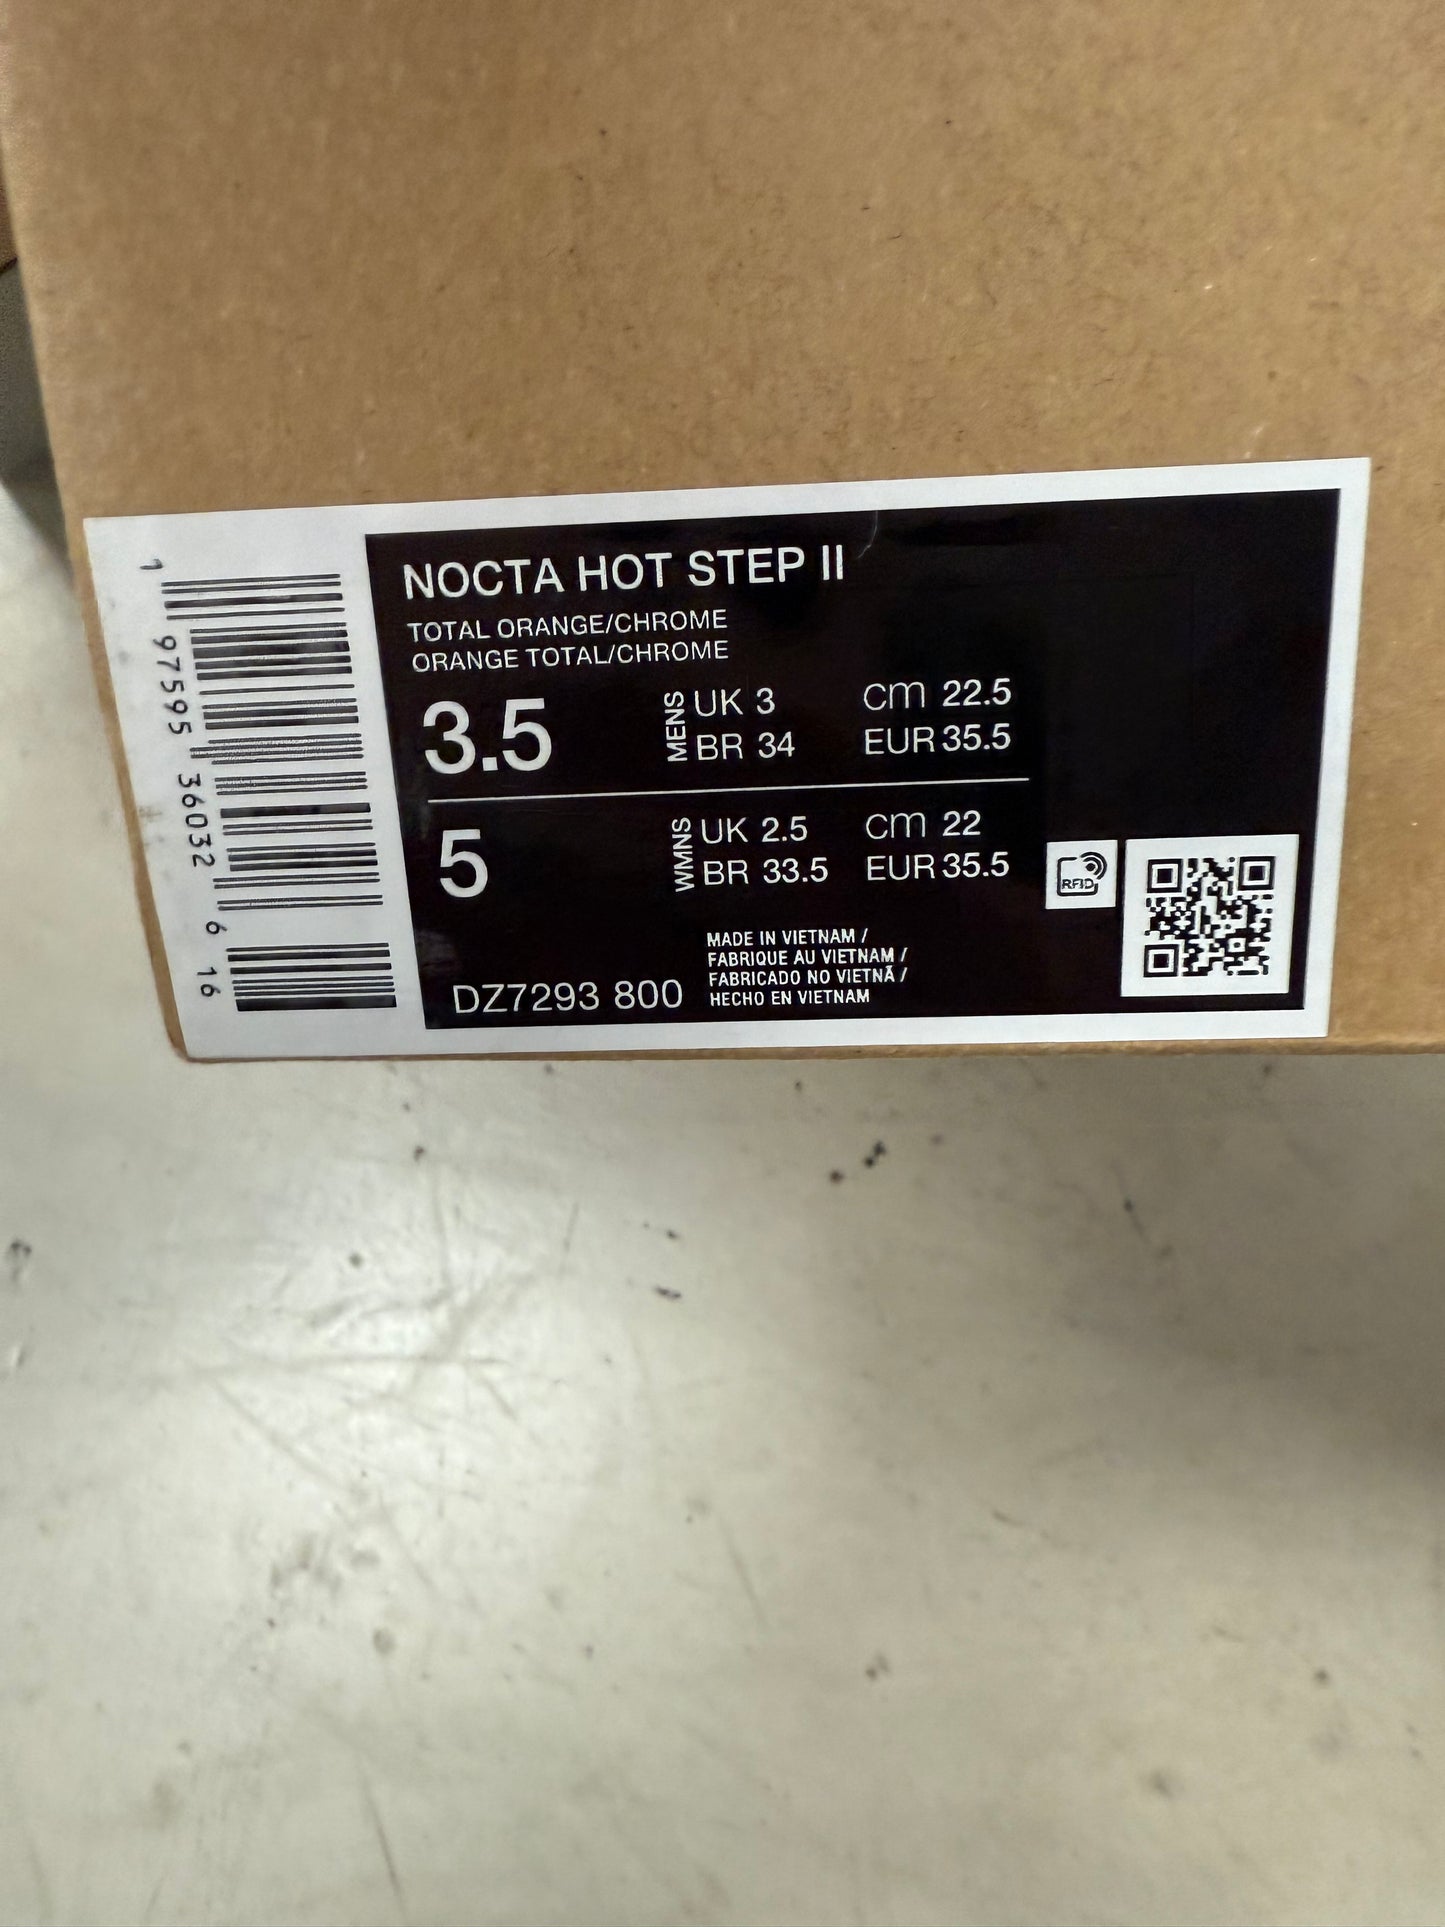 NOCTA HOT STEP II
TOTAL ORANGE/CHROME
ORANGE TOTAL/CHROME
3.5 MENS UK 3 CM 22.5
BR 34 EUR 35.5
5 WMNS UK 2.5 CM 22
BR 33.5 EUR 35.5
RFID
MADE IN VIETNAM /
FABRIQUE AU VIETNAM /
FABRICADO NO VIETNÃ /
HECHO EN VIETNAM
DZ7293 800
1 97595 36032 6 16